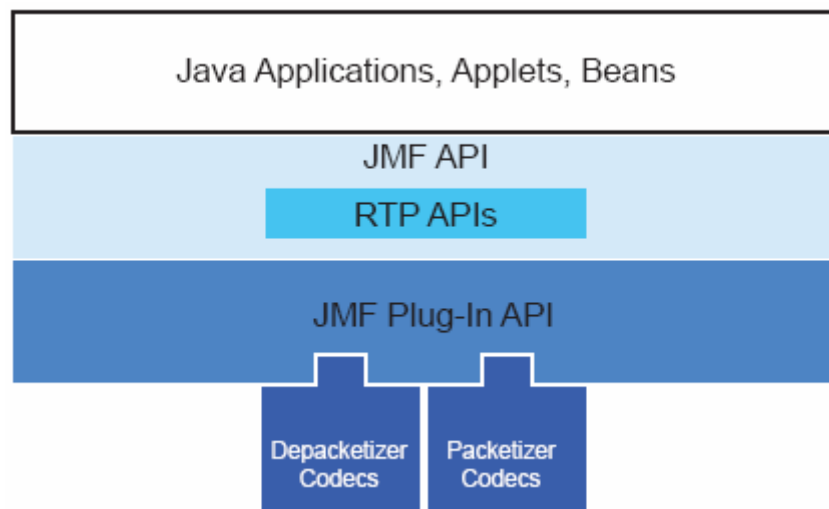 Java Applications, Applets, Beans
JMF API
RTP APIs
JMF Plug-In API
Depacketizer
Codecs
Packetizer
Codecs